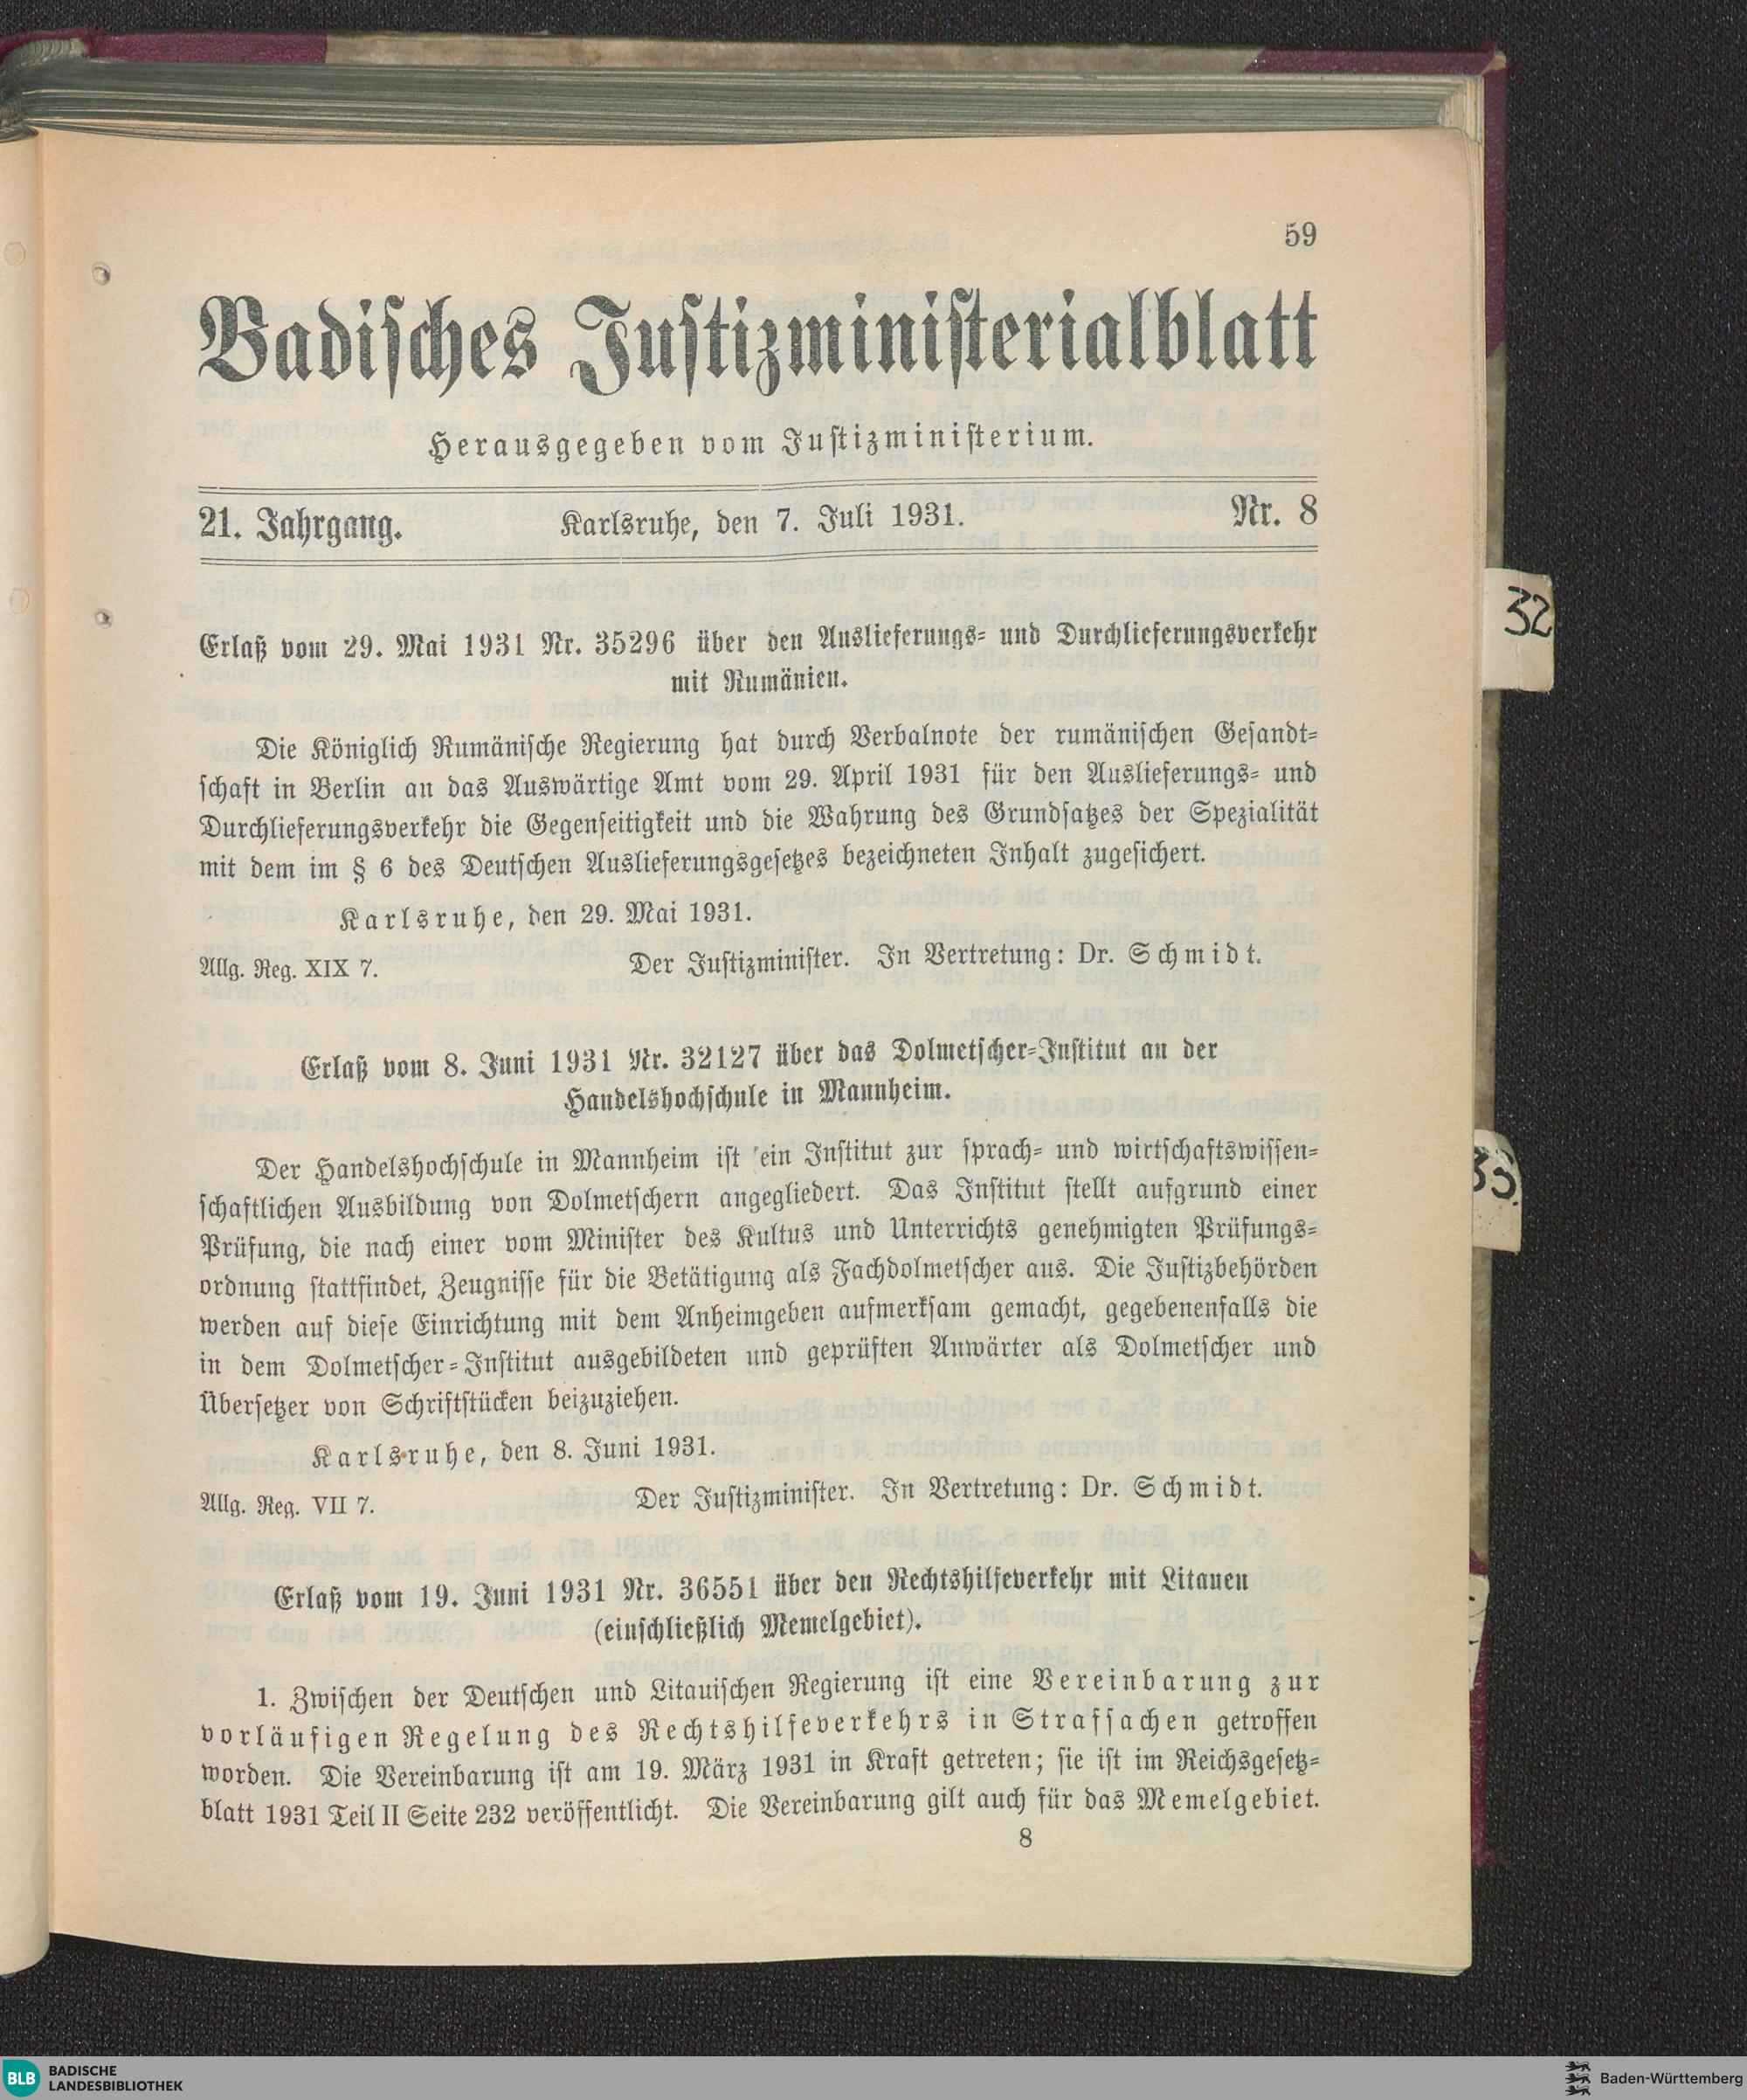 59
Badisches Justizministerialblatt
Herausgegeben vom Justizministerium.
21. Jahrgang. Karlsruhe, den 7. Juli 1931. Nr. 8
Erlaß vom 29. Mai 1931 Nr. 35296 über den Auslieferungs- und Durchlieferungsverkehr
mit Rumänien.
Die Königlich Rumänische Regierung hat durch Verbalnote der rumänischen Gesandt-
schaft in Berlin an das Auswärtige Amt vom 29. April 1931 für den Auslieferungs- und
Durchlieferungsverkehr die Gegenseitigkeit und die Wahrung des Grundsatzes der Spezialität
mit dem im § 6 des Deutschen Auslieferungsgesetzes bezeichneten Inhalt zugesichert.
Karlsruhe, den 29. Mai 1931.
Allg. Reg. XIX 7. Der Justizminister. In Vertretung: Dr. Schmidt.
Erlaß vom 8. Juni 1931 Nr. 32127 über das Dolmetscher-Institut an der
Handelshochschule in Mannheim.
Der Handelshochschule in Mannheim ist ein Institut zur sprach- und wirtschaftswissen-
schaftlichen Ausbildung von Dolmetschern angegliedert. Das Institut stellt aufgrund einer
Prüfung, die nach einer vom Minister des Kultus und Unterrichts genehmigten Prüfungs-
ordnung stattfindet, Zeugnisse für die Betätigung als Fachdolmetscher aus. Die Justizbehörden
werden auf diese Einrichtung mit dem Anheimgeben aufmerksam gemacht, gegebenenfalls die
in dem Dolmetscher-Institut ausgebildeten und geprüften Anwärter als Dolmetscher und
Übersetzer von Schriftstücken beizuziehen.
Karlsruhe, den 8. Juni 1931.
Allg. Reg. VII 7. Der Justizminister. In Vertretung: Dr. Schmidt.
Erlaß vom 19. Juni 1931 Nr. 36551 über den Rechtshilfeverkehr mit Litauen
(einschließlich Memelgebiet).
1. Zwischen der Deutschen und Litauischen Regierung ist eine Vereinbarung zur
vorläufigen Regelung des Rechtshilfeverkehrs in Strafsachen getroffen
worden. Die Vereinbarung ist am 19. März 1931 in Kraft getreten; sie ist im Reichsgesetz-
blatt 1931 Teil II Seite 232 veröffentlicht. Die Vereinbarung gilt auch für das Memelgebiet.
8
32
33
BLB BADISCHE
LANDESBIBLIOTHEK
Baden-Württemberg